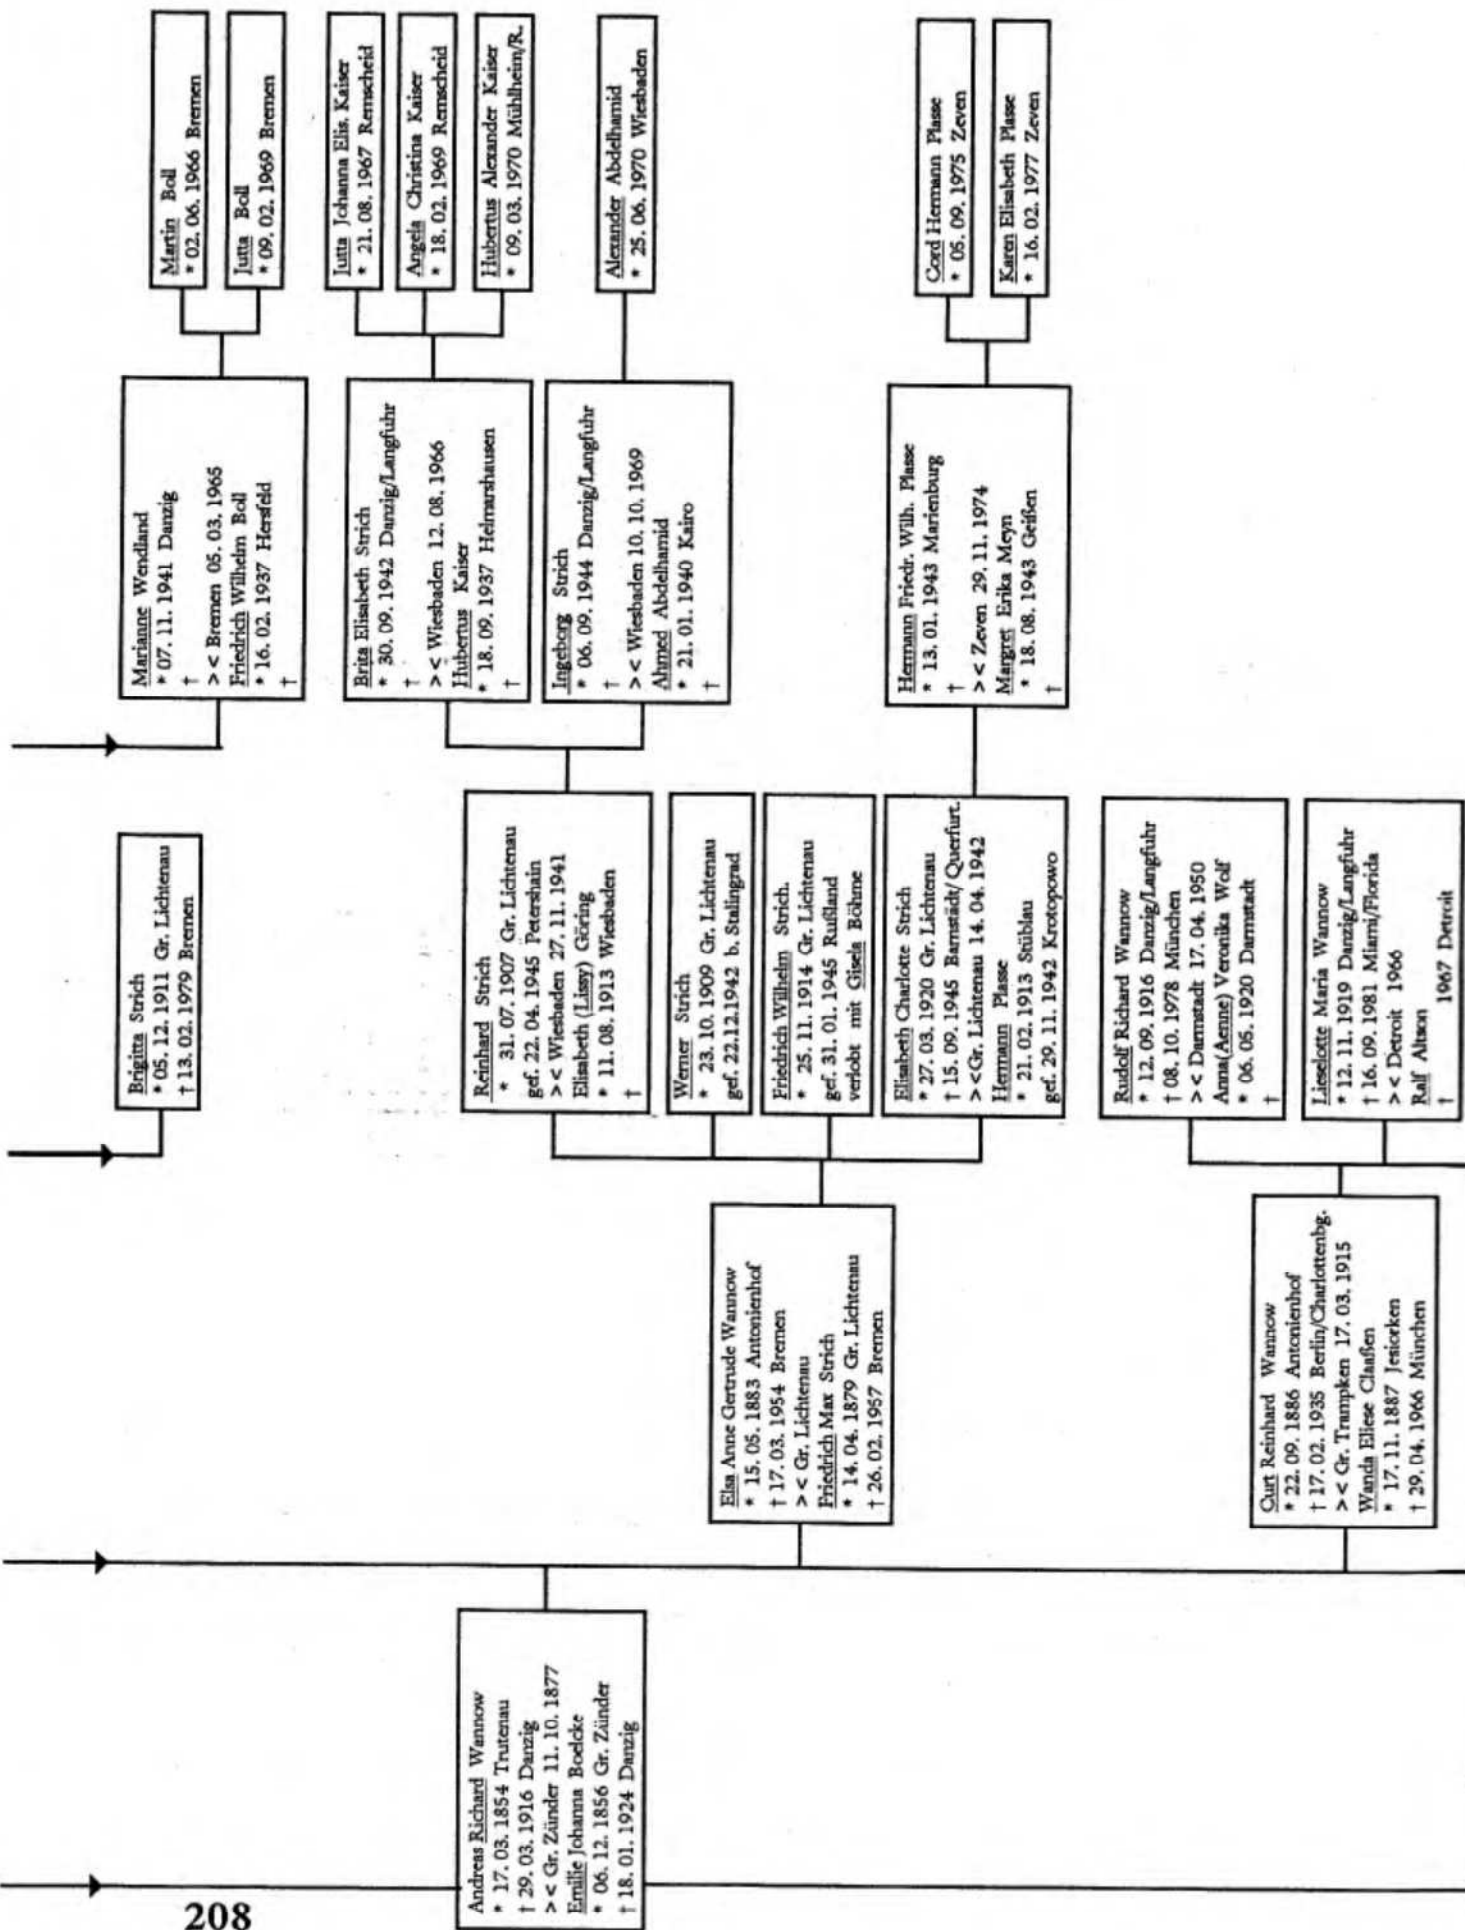 Martin Boll
* 02. 06. 1966 Bremen
Jutta Boll
* 09. 02. 1969 Bremen
Jutta Johanna Elis. Kaiser
* 21. 08. 1967 Remscheid
Angela Christina Kaiser
* 18. 02. 1969 Remscheid
Hubertus Alexander Kaiser
* 09. 03. 1970 Mühlheim/R.
Alexander Abdelhamid
* 25. 06. 1970 Wiesbaden
Cord Hermann Plasse
* 05. 09. 1975 Zeven
Karen Elisabeth Plasse
* 16. 02. 1977 Zeven
Marianne Wendland
* 07. 11. 1941 Danzig
†
>< Bremen 05. 03. 1965
Friedrich Wilhelm Boll
* 16. 02. 1937 Hersfeld
†
Brita Elisabeth Strich
* 30. 09. 1942 Danzig/Langfuhr
†
>< Wiesbaden 12. 08. 1966
Hubertus Kaiser
* 18. 09. 1937 Helmarshausen
†
Ingeborg Strich
* 06. 09. 1944 Danzig/Langfuhr
†
>< Wiesbaden 10. 10. 1969
Ahmed Abdelhamid
* 21. 01. 1940 Kairo
†
Hermann Friedr. Wilh. Plasse
* 13. 01. 1943 Marienburg
†
>< Zeven 29. 11. 1974
Margret Erika Meyn
* 18. 08. 1943 Geißen
†
Brigitta Strich
* 05. 12. 1911 Gr. Lichtenau
† 13. 02. 1979 Bremen
Reinhard Strich
* 31. 07. 1907 Gr. Lichtenau
gef. 22. 04. 1945 Petershain
>< Wiesbaden 27. 11. 1941
Elisabeth (Lissy) Göring
* 11. 08. 1913 Wiesbaden
†
Werner Strich
* 23. 10. 1909 Gr. Lichtenau
gef. 22.12.1942 b. Stalingrad
Friedrich Wilhelm Strich.
* 25. 11. 1914 Gr. Lichtenau
gef. 31. 01. 1945 Rußland
verlobt mit Gisela Böhme
Elisabeth Charlotte Strich
* 27. 03. 1920 Gr. Lichtenau
† 15. 09. 1945 Barnstädt/ Querfurt.
><Gr. Lichtenau 14. 04. 1942
Hermann Plasse
* 21. 02. 1913 Stüblau
gef. 29. 11. 1942 Krotopowo
Rudolf Richard Wannow
* 12. 09. 1916 Danzig/Langfuhr
† 08. 10. 1978 München
>< Darmstadt 17. 04. 1950
Anna(Aenne) Veronika Wolf
* 06. 05. 1920 Darmstadt
†
Lieselotte Maria Wannow
* 12. 11. 1919 Danzig/Langfuhr
† 16. 09. 1981 Miami/Florida
>< Detroit 1966
Ralf Altson
† 1967 Detroit
Elsa Anne Gertrude Wannow
* 15. 05. 1883 Antonienhof
† 17. 03. 1954 Bremen
>< Gr. Lichtenau
Friedrich Max Strich
* 14. 04. 1879 Gr. Lichtenau
† 26. 02. 1957 Bremen
Curt Reinhard Wannow
* 22. 09. 1886 Antonienhof
† 17. 02. 1935 Berlin/Charlottenbg.
>< Gr. Trampken 17. 03. 1915
Wanda Eliese Claaßen
* 17. 11. 1887 Jesiorken
† 29. 04. 1966 München
Andreas Richard Wannow
* 17. 03. 1854 Trutenau
† 29. 03. 1916 Danzig
>< Gr. Zünder 11. 10. 1877
Emilie Johanna Boelcke
* 06. 12. 1856 Gr. Zünder
† 18. 01. 1924 Danzig
208